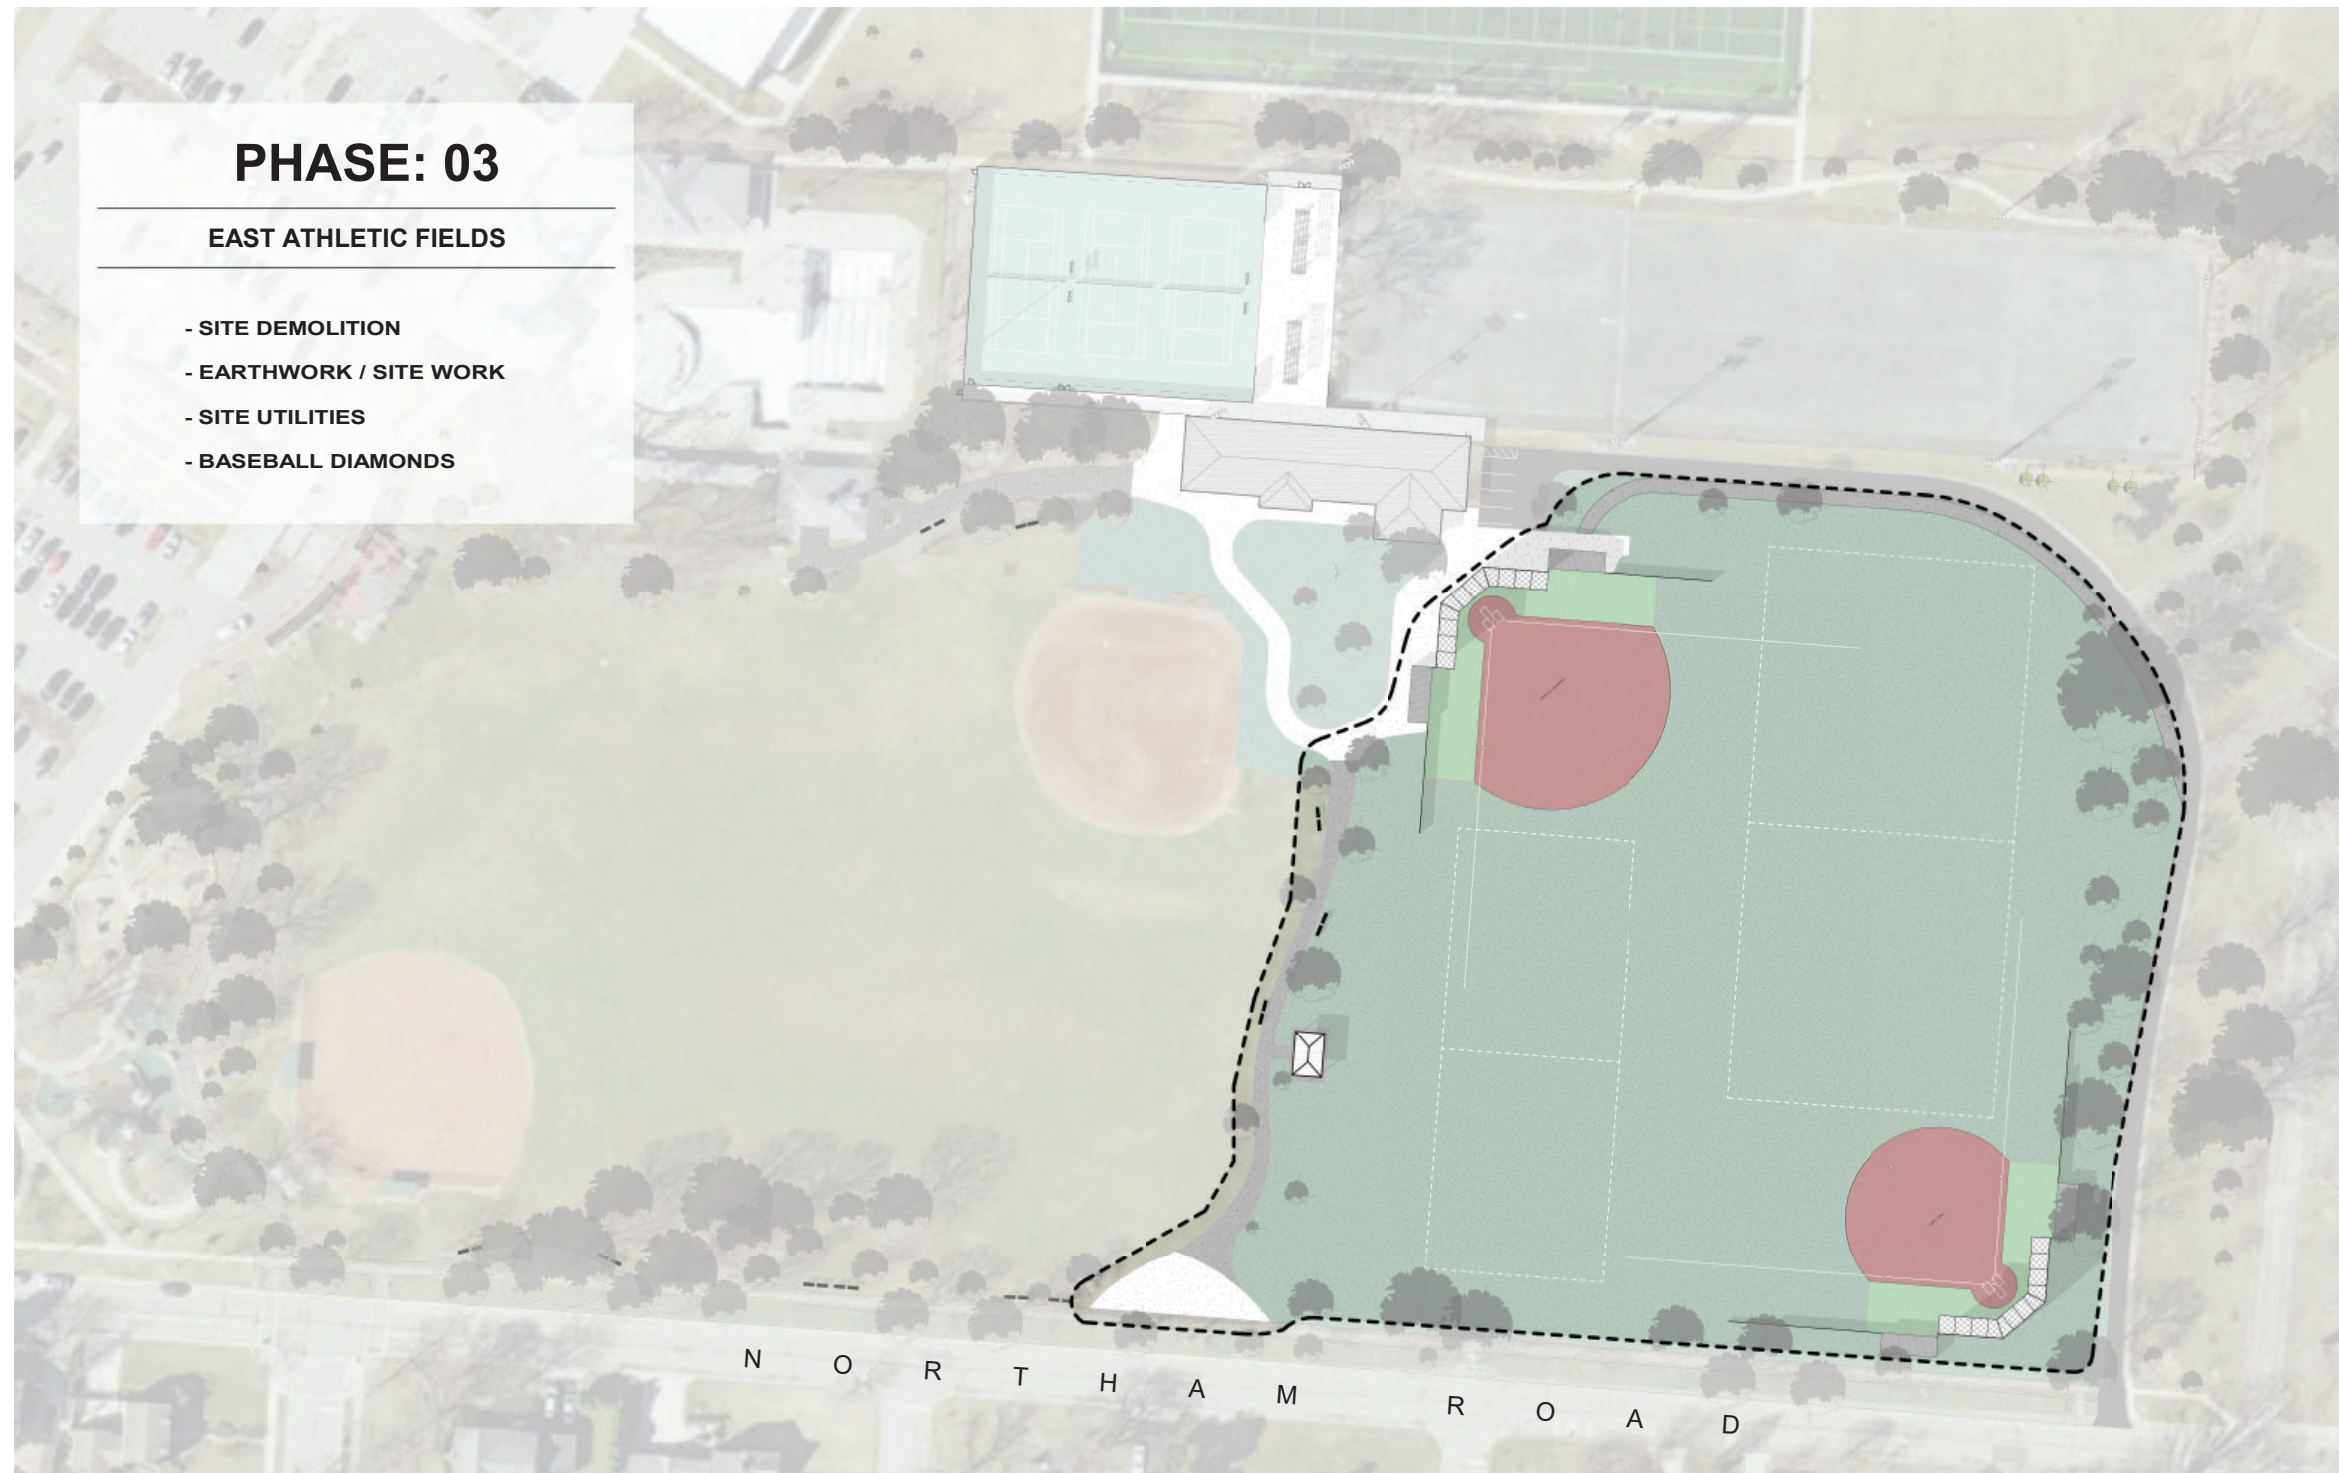 PHASE: 03
EAST ATHLETIC FIELDS
- SITE DEMOLITION
- EARTHWORK / SITE WORK
- SITE UTILITIES
- BASEBALL DIAMONDS
NORTHAM ROAD